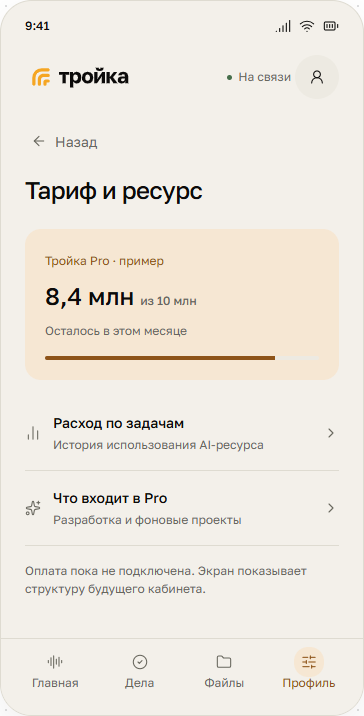 9:41
тройка
На связи
Назад
Тариф и ресурс
Тройка Pro · пример
8,4 млн из 10 млн
Осталось в этом месяце
Расход по задачам
История использования AI-ресурса
Что входит в Pro
Разработка и фоновые проекты
Оплата пока не подключена. Экран показывает
структуру будущего кабинета.
Главная
Дела
Файлы
Профиль